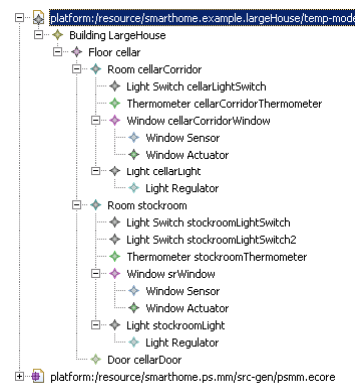 platform:/resource/smarthome.example.largeHouse/temp-mode
Building LargeHouse
Floor cellar
Room cellarCorridor
Light Switch cellarLightSwitch
Thermometer cellarCorridorThermometer
Window cellarCorridorWindow
Window Sensor
Window Actuator
Light cellarLight
Light Regulator
Room stockroom
Light Switch stockroomLightSwitch
Light Switch stockroomLightSwitch2
Thermometer stockroomThermometer
Window srWindow
Window Sensor
Window Actuator
Light stockroomLight
Light Regulator
Door cellarDoor
platform:/resource/smarthome.ps.mm/src-gen/psmm.ecore